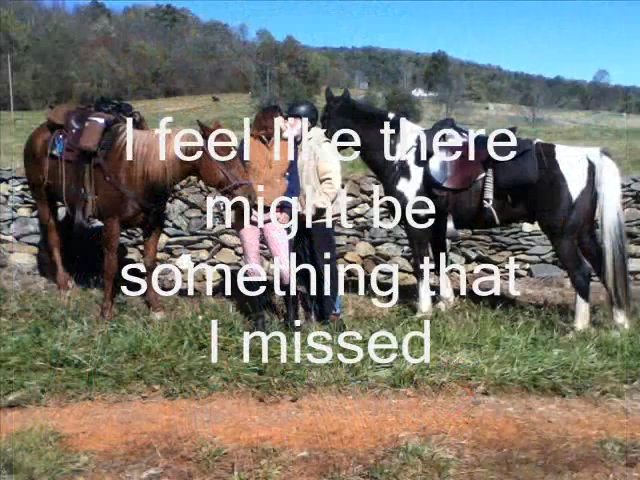 I feel like there
might be
something that
I missed